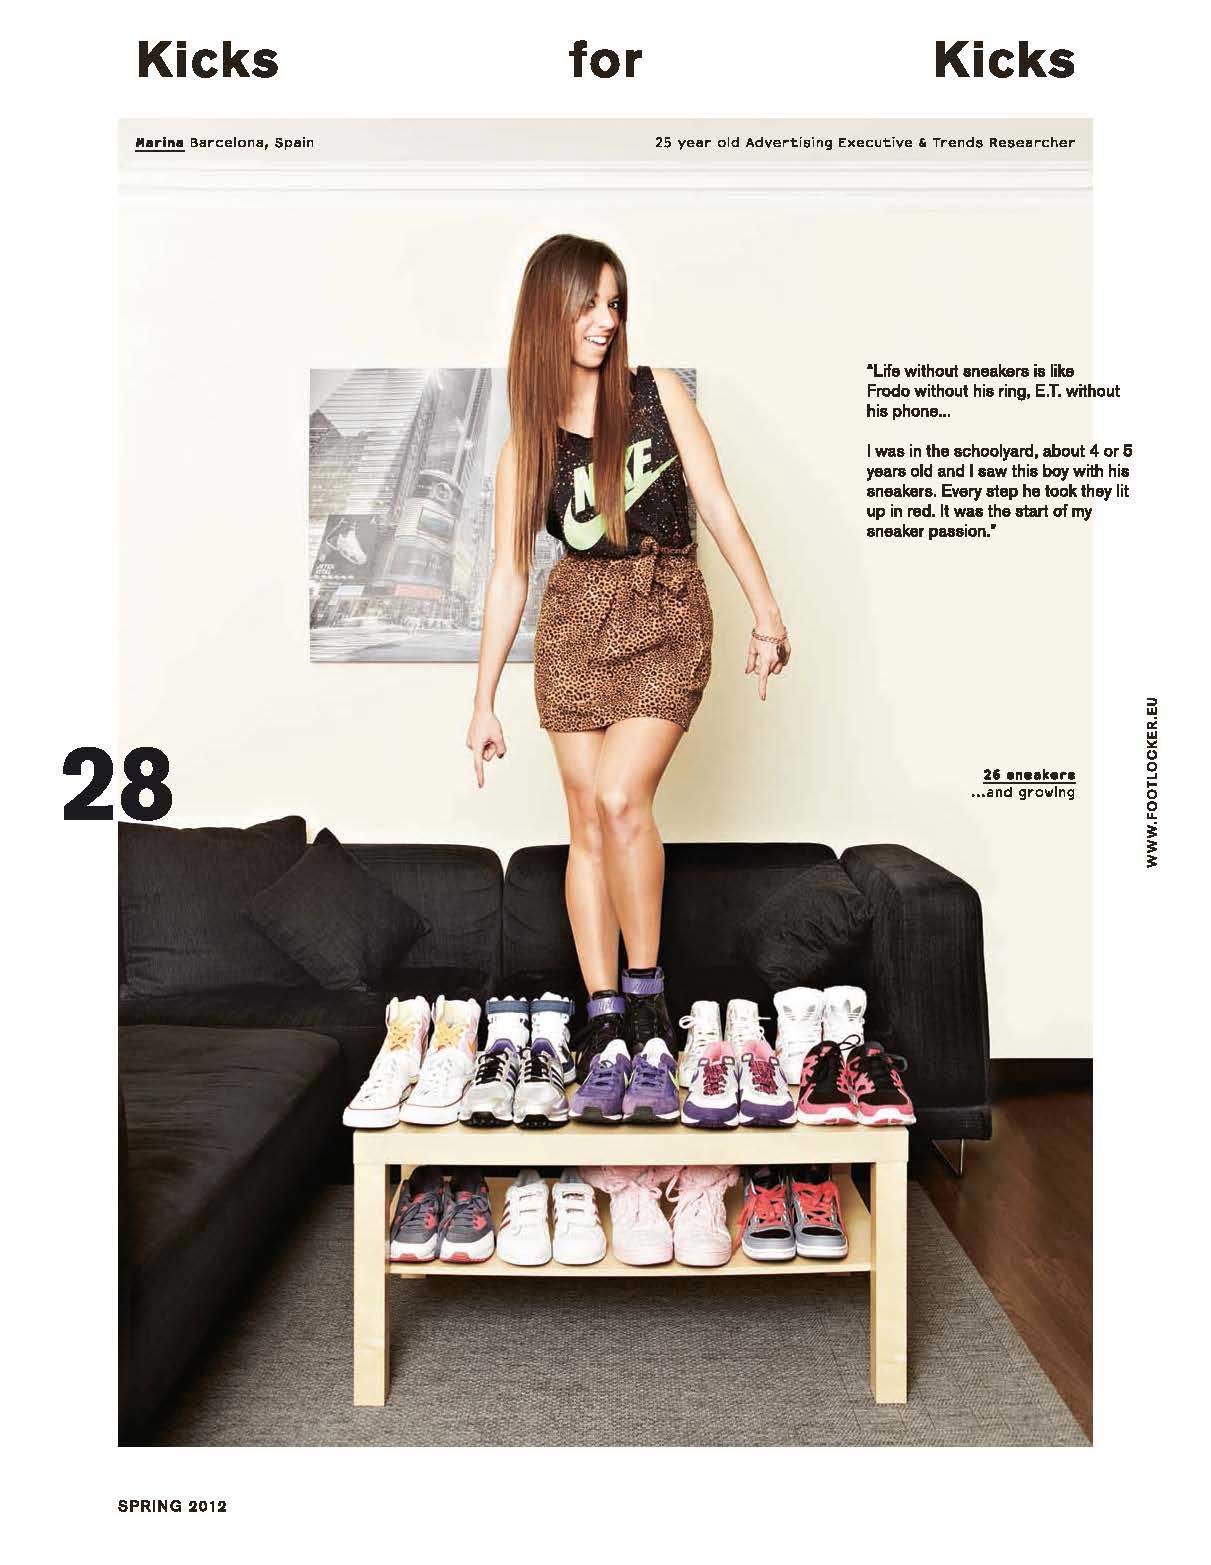 Kicks for Kicks
Marina Barcelona, Spain
25 year old Advertising Executive & Trends Researcher
"Life without sneakers is like
Frodo without his ring, E.T. without
his phone...
I was in the schoolyard, about 4 or 5
years old and I saw this boy with his
sneakers. Every step he took they lit
up in red. It was the start of my
sneaker passion."
NIKE
28
26 sneakers
...and growing
WWW.FOOTLOCKER.EU
SPRING 2012